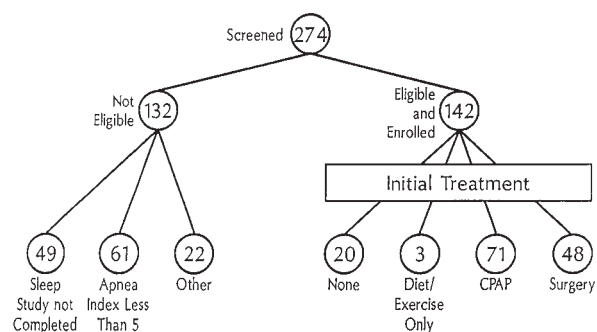 Screened 274
Not
Eligible
132
Eligible
and
Enrolled
142
Initial Treatment
49
Sleep
Study not
Completed
61
Apnea
Index Less
Than 5
22
Other
20
None
3
Diet/
Exercise
Only
71
CPAP
48
Surgery